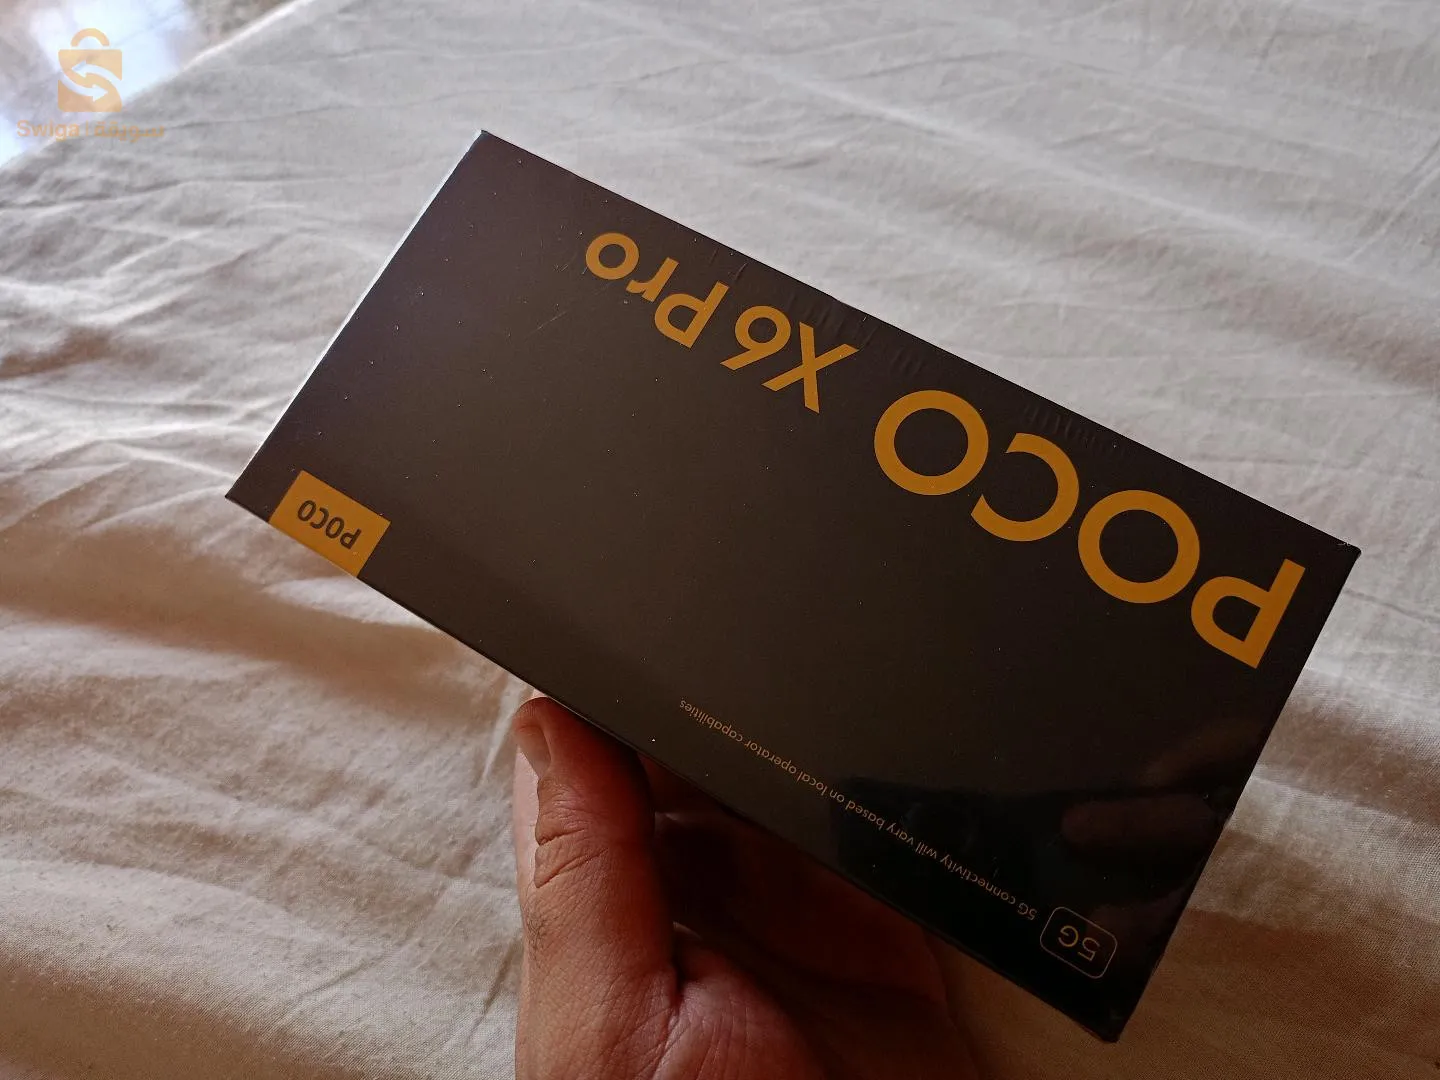 POCO X6 Pro
POCO
5G
5G connectivity will vary based on local operator capabilities
Swiga